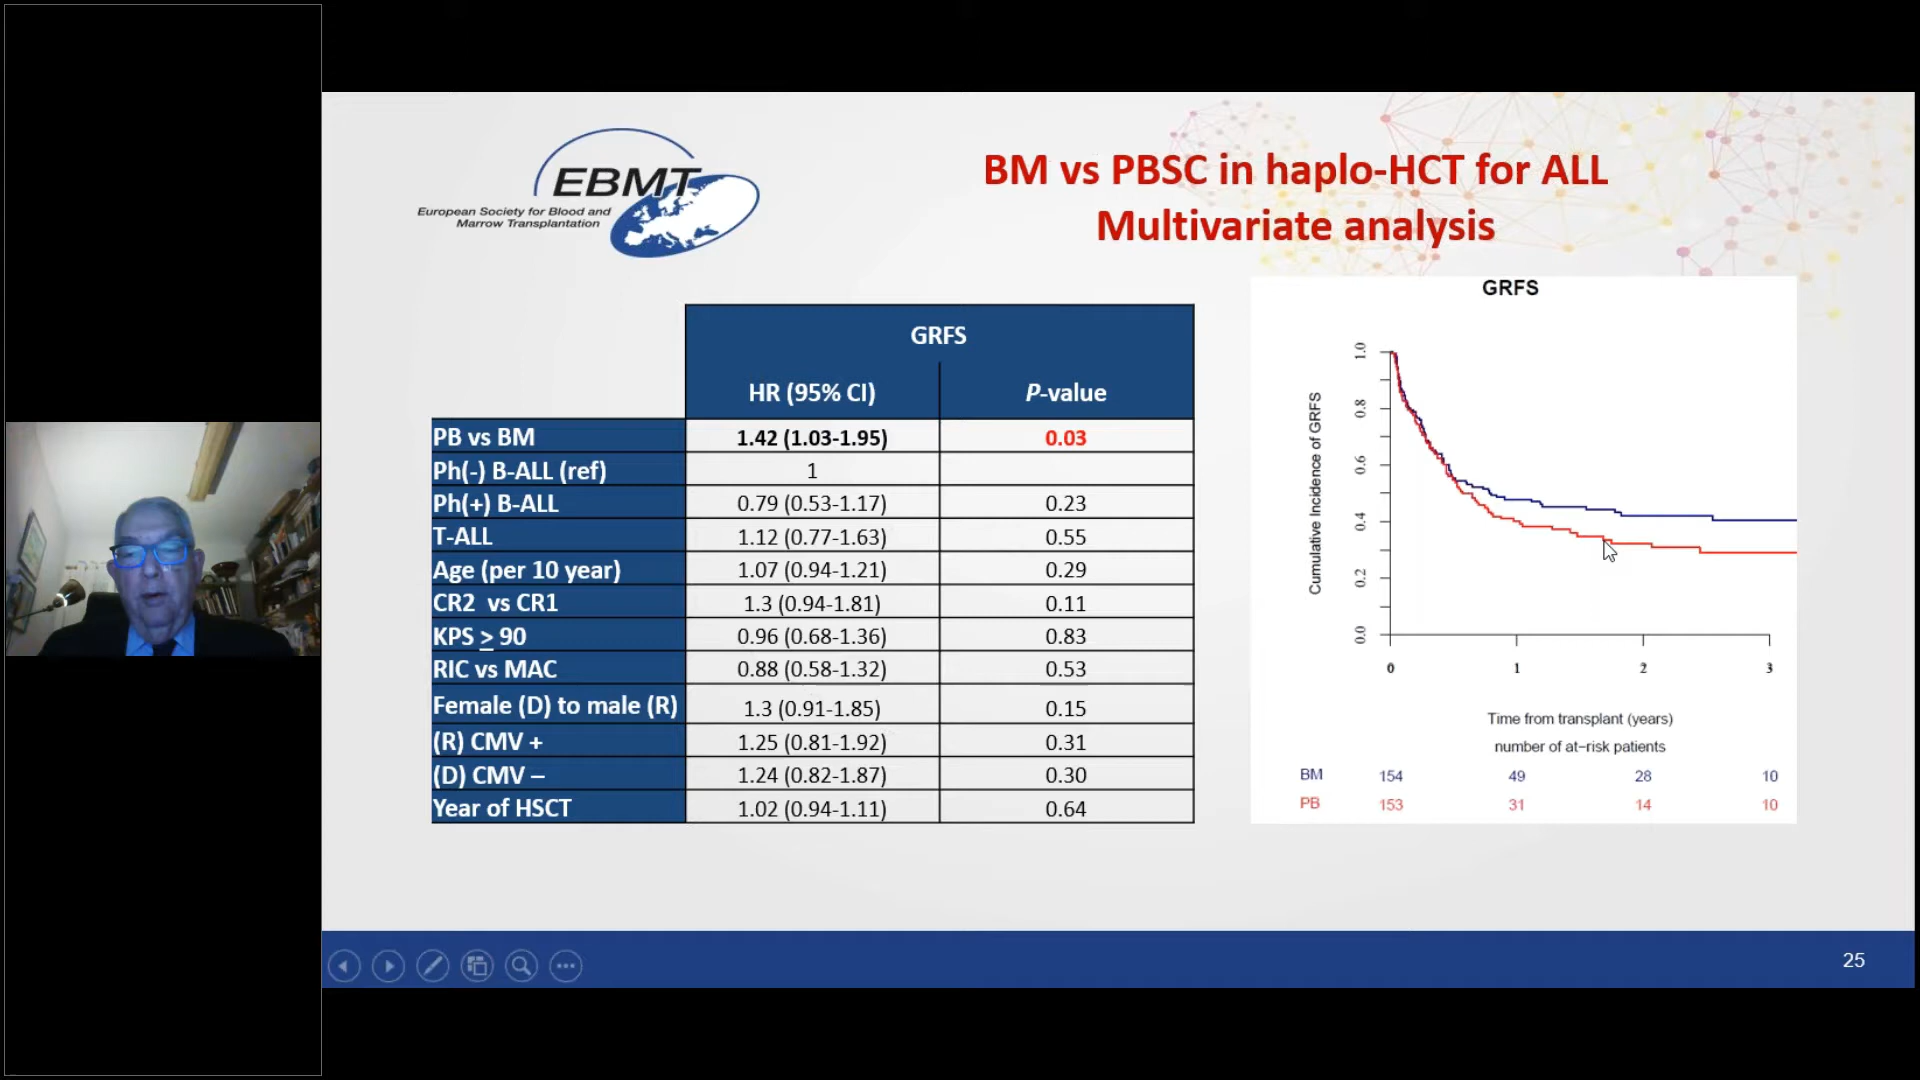 EBMT
European Society for Blood and
Marrow Transplantation
BM vs PBSC in haplo-HCT for ALL
Multivariate analysis
GRFS
HR (95% CI) P-value
PB vs BM 1.42 (1.03-1.95) 0.03
Ph(-) B-ALL (ref) 1
Ph(+) B-ALL 0.79 (0.53-1.17) 0.23
T-ALL 1.12 (0.77-1.63) 0.55
Age (per 10 year) 1.07 (0.94-1.21) 0.29
CR2 vs CR1 1.3 (0.94-1.81) 0.11
KPS ≥ 90 0.96 (0.68-1.36) 0.83
RIC vs MAC 0.88 (0.58-1.32) 0.53
Female (D) to male (R) 1.3 (0.91-1.85) 0.15
(R) CMV + 1.25 (0.81-1.92) 0.31
(D) CMV – 1.24 (0.82-1.87) 0.30
Year of HSCT 1.02 (0.94-1.11) 0.64
GRFS
Cumulative Incidence of GRFS
1.0
0.8
0.6
0.4
0.2
0.0
0 1 2 3
Time from transplant (years)
number of at−risk patients
BM 154 49 28 10
PB 153 31 14 10
25